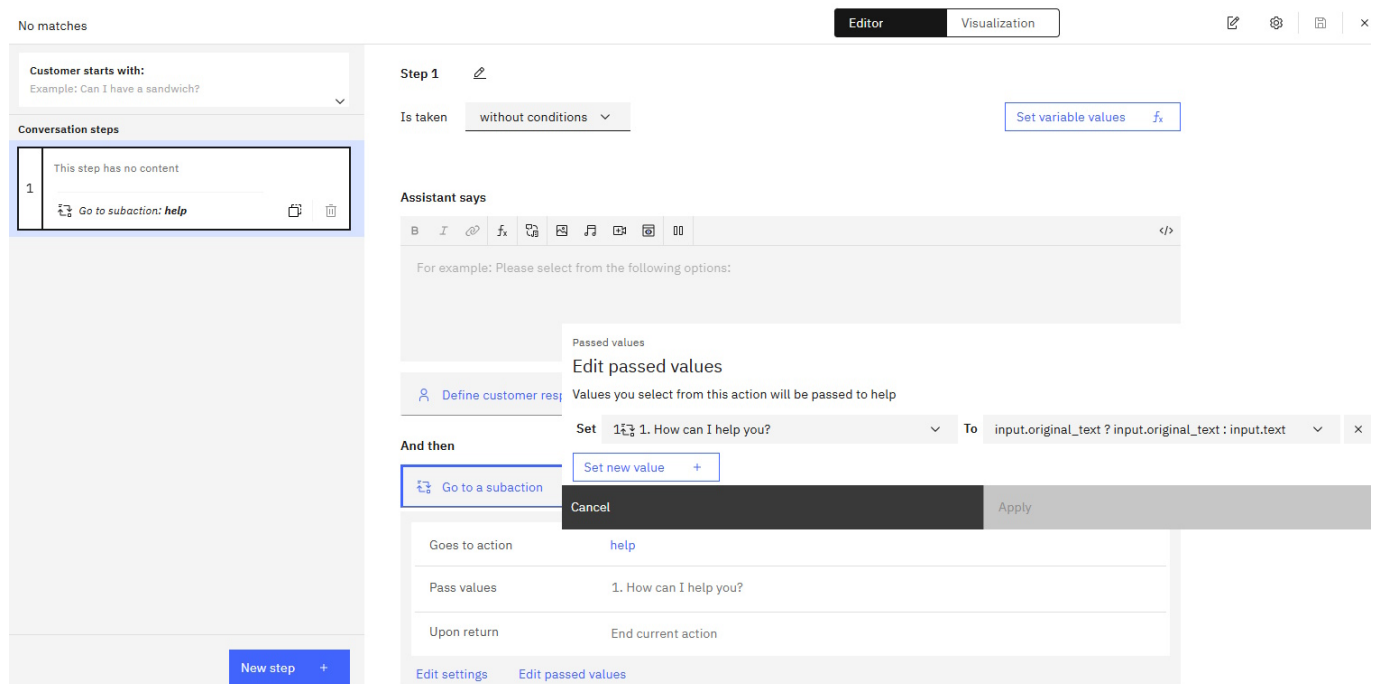 No matches
Editor
Visualization
Customer starts with:
Example: Can I have a sandwich?
Conversation steps
1
This step has no content
Go to subaction: help
New step +
Step 1
Is taken without conditions
Set variable values fx
Assistant says
B I fx </>
For example: Please select from the following options:
Define customer resp
And then
Go to a subaction
Passed values
Edit passed values
Values you select from this action will be passed to help
Set 1 1. How can I help you? To input.original_text ? input.original_text : input.text
Set new value +
Cancel
Apply
Goes to action help
Pass values 1. How can I help you?
Upon return End current action
Edit settings Edit passed values